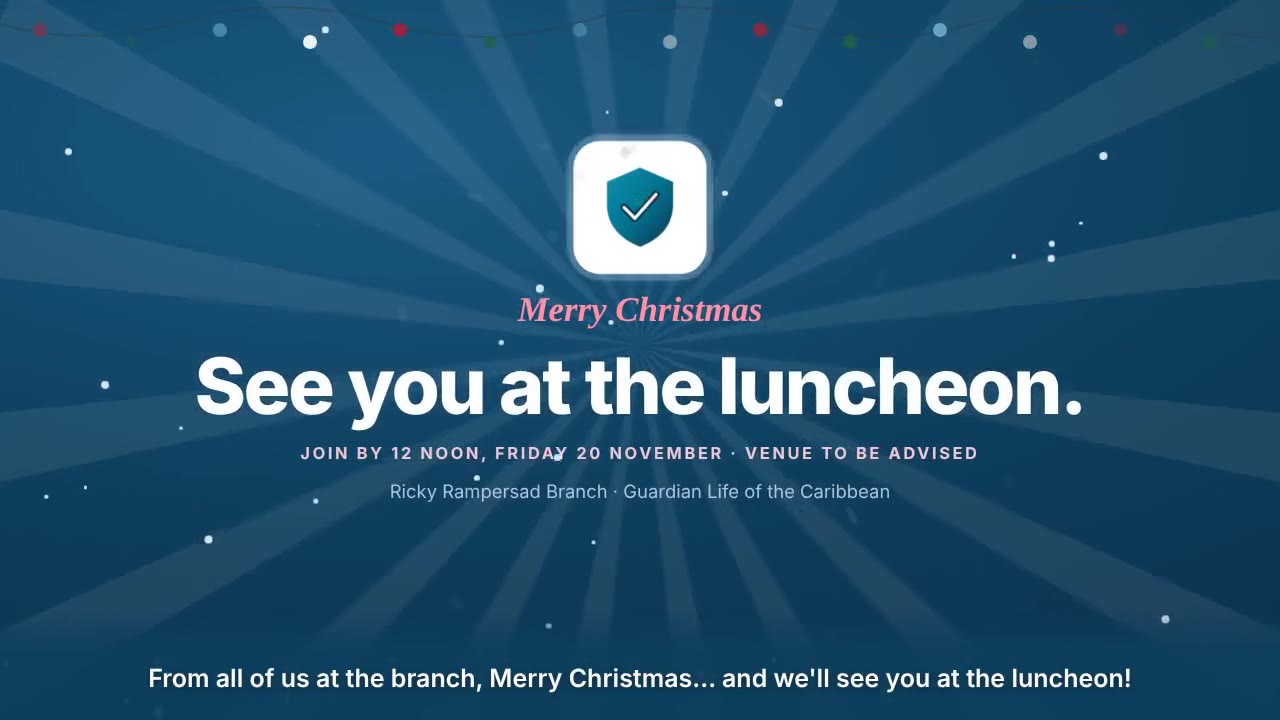 Merry Christmas
See you at the luncheon.
JOIN BY 12 NOON, FRIDAY 20 NOVEMBER · VENUE TO BE ADVISED
Ricky Rampersad Branch · Guardian Life of the Caribbean
From all of us at the branch, Merry Christmas... and we'll see you at the luncheon!